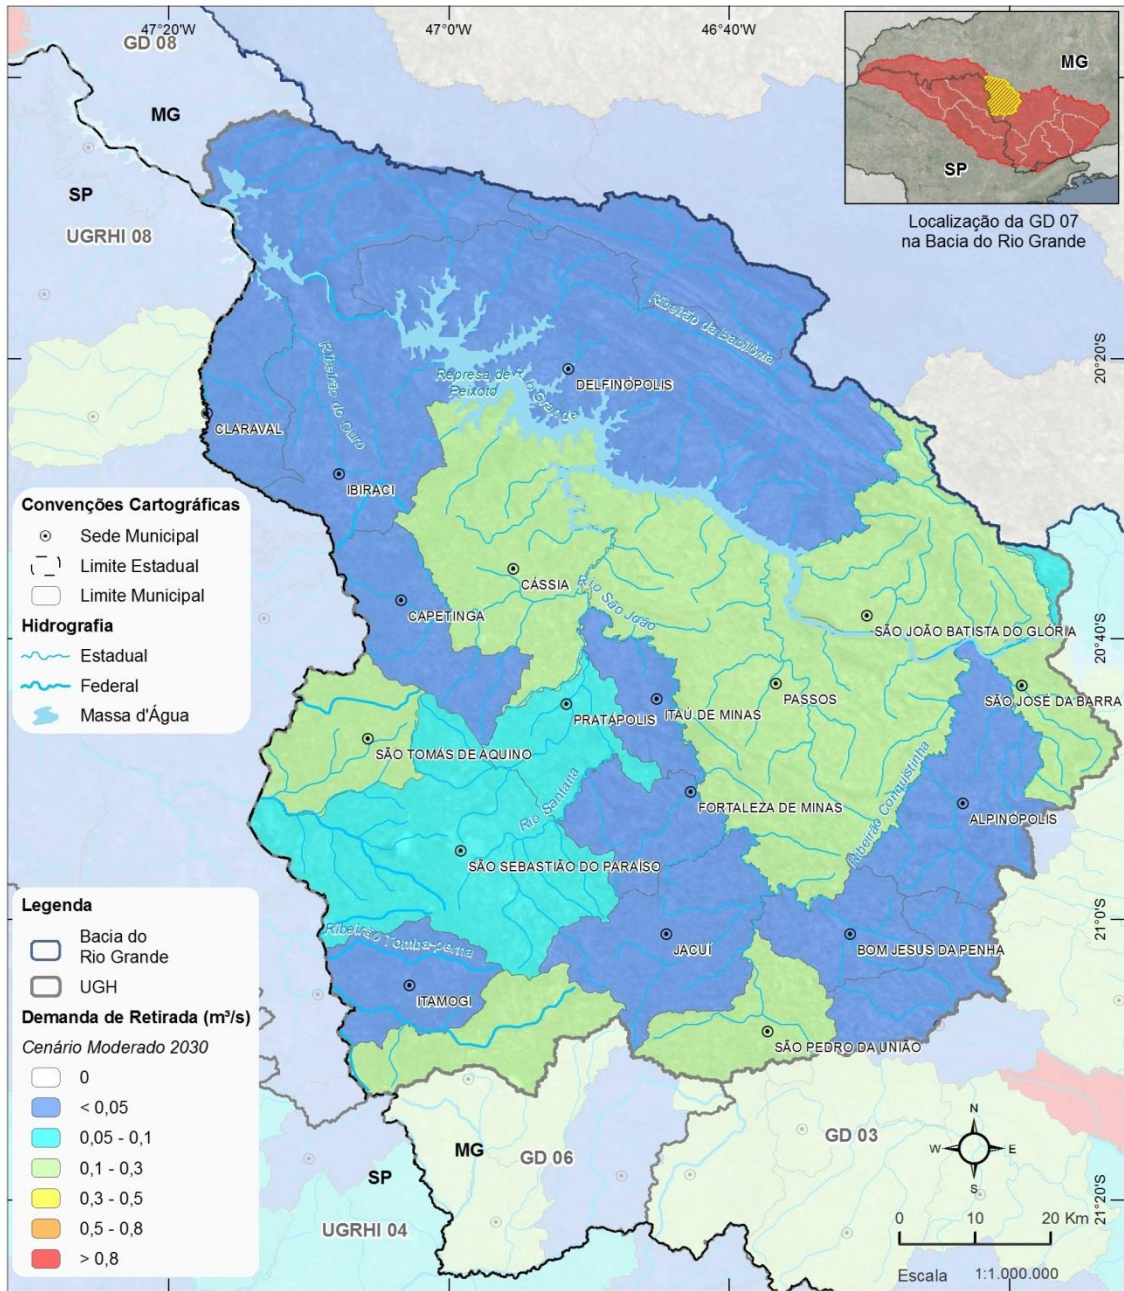 47°20'W
47°0'W
46°40'W
GD 08
MG
SP
UGRHI 08
MG
SP
Localização da GD 07
na Bacia do Rio Grande
20°20'S
20°40'S
21°0'S
21°20'S
Ribeirão da Babilônia
Represa de
Peixoto
Rio Grande
DELFINÓPOLIS
Ribeirão do Ouro
CLARAVAL
IBIRACI
CAPETINGA
CÁSSIA
Rio São João
SÃO JOÃO BATISTA DO GLÓRIA
PRATÁPOLIS
ITAÚ DE MINAS
PASSOS
SÃO JOSÉ DA BARRA
SÃO TOMÁS DE AQUINO
Rio Santana
FORTALEZA DE MINAS
Ribeirão Conquistinha
ALPINÓPOLIS
SÃO SEBASTIÃO DO PARAÍSO
Ribeirão Tomba-perna
JACUÍ
BOM JESUS DA PENHA
ITAMOGI
SÃO PEDRO DA UNIÃO
MG
GD 06
GD 03
SP
UGRHI 04
Convenções Cartográficas
Sede Municipal
Limite Estadual
Limite Municipal
Hidrografia
Estadual
Federal
Massa d'Água
Legenda
Bacia do
Rio Grande
UGH
Demanda de Retirada (m³/s)
Cenário Moderado 2030
0
< 0,05
0,05 - 0,1
0,1 - 0,3
0,3 - 0,5
0,5 - 0,8
> 0,8
N
W
E
S
0 10 20 Km
Escala 1:1.000.000